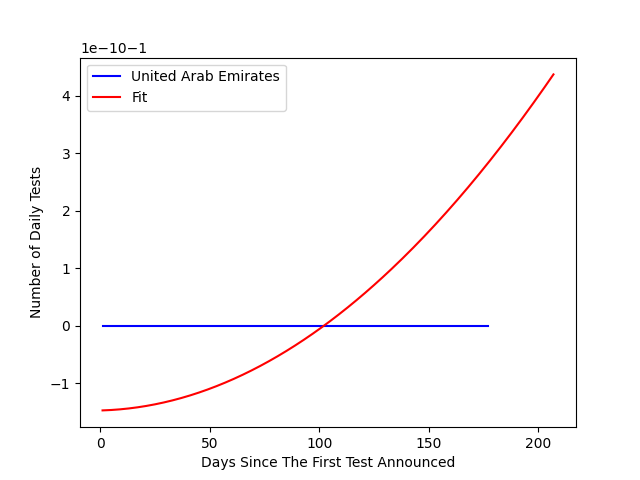 1e−10−1
United Arab Emirates
Fit
4
3
2
1
0
−1
Number of Daily Tests
0
50
100
150
200
Days Since The First Test Announced